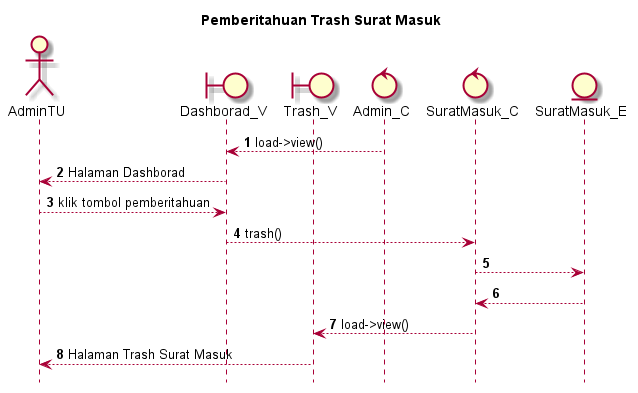 Pemberitahuan Trash Surat Masuk
AdminTU
Dashborad_V
Trash_V
Admin_C
SuratMasuk_C
SuratMasuk_E
1 load->view()
2 Halaman Dashborad
3 klik tombol pemberitahuan
4 trash()
5
6
7 load->view()
8 Halaman Trash Surat Masuk